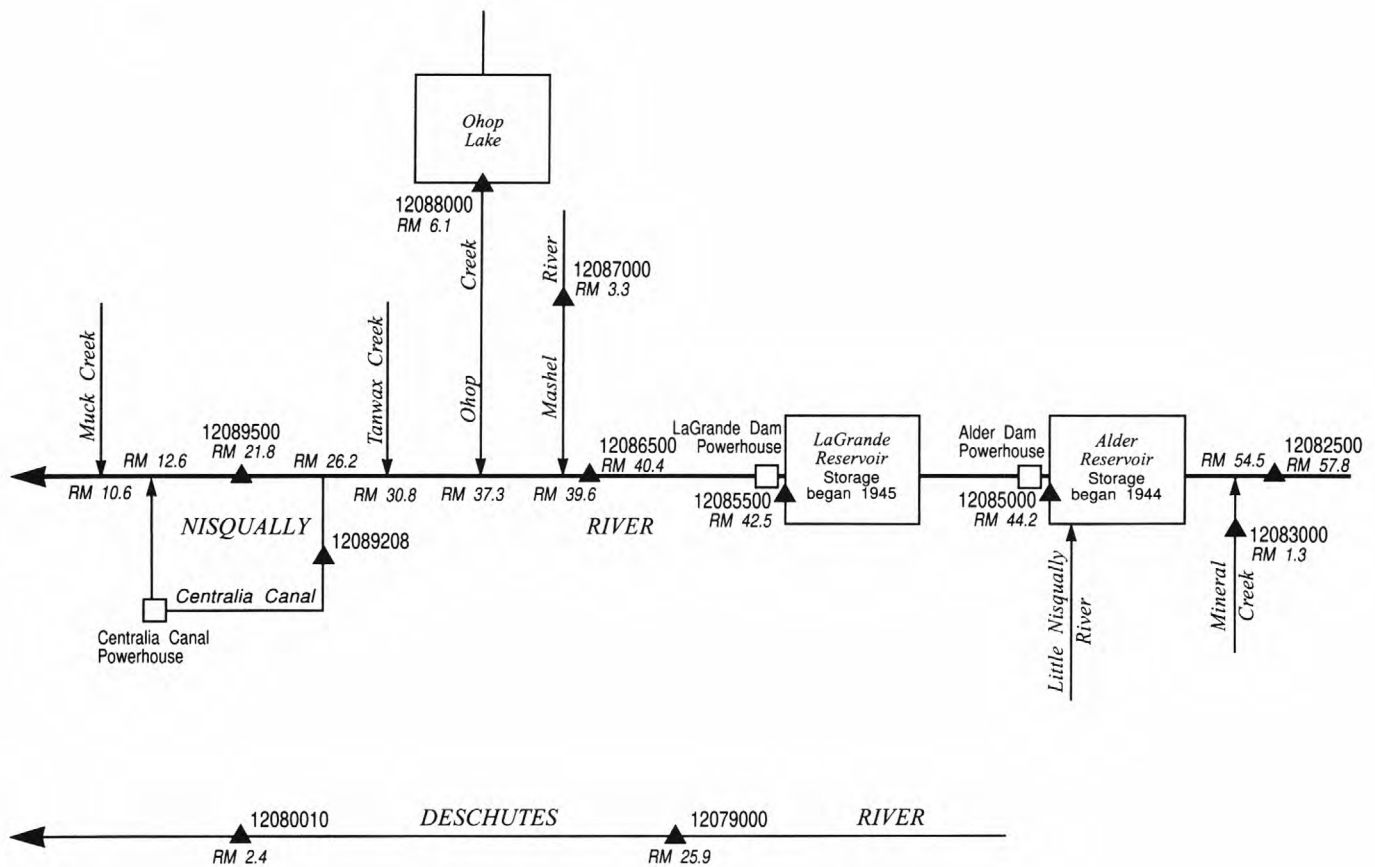 Ohop
Lake
12088000
RM 6.1
Creek
Ohop
River
Mashel
12087000
RM 3.3
Muck Creek
Tanwax Creek
RM 12.6
12089500
RM 21.8
RM 26.2
12086500
RM 40.4
LaGrande Dam
Powerhouse
LaGrande
Reservoir
Storage
began 1945
Alder Dam
Powerhouse
Alder
Reservoir
Storage
began 1944
RM 54.5
12082500
RM 57.8
RM 10.6
RM 30.8
RM 37.3
RM 39.6
12085500
RM 42.5
12085000
RM 44.2
NISQUALLY
RIVER
12089208
12083000
RM 1.3
Centralia Canal
Centralia Canal
Powerhouse
Little Nisqually
River
Mineral
Creek
12080010
DESCHUTES
12079000
RIVER
RM 2.4
RM 25.9